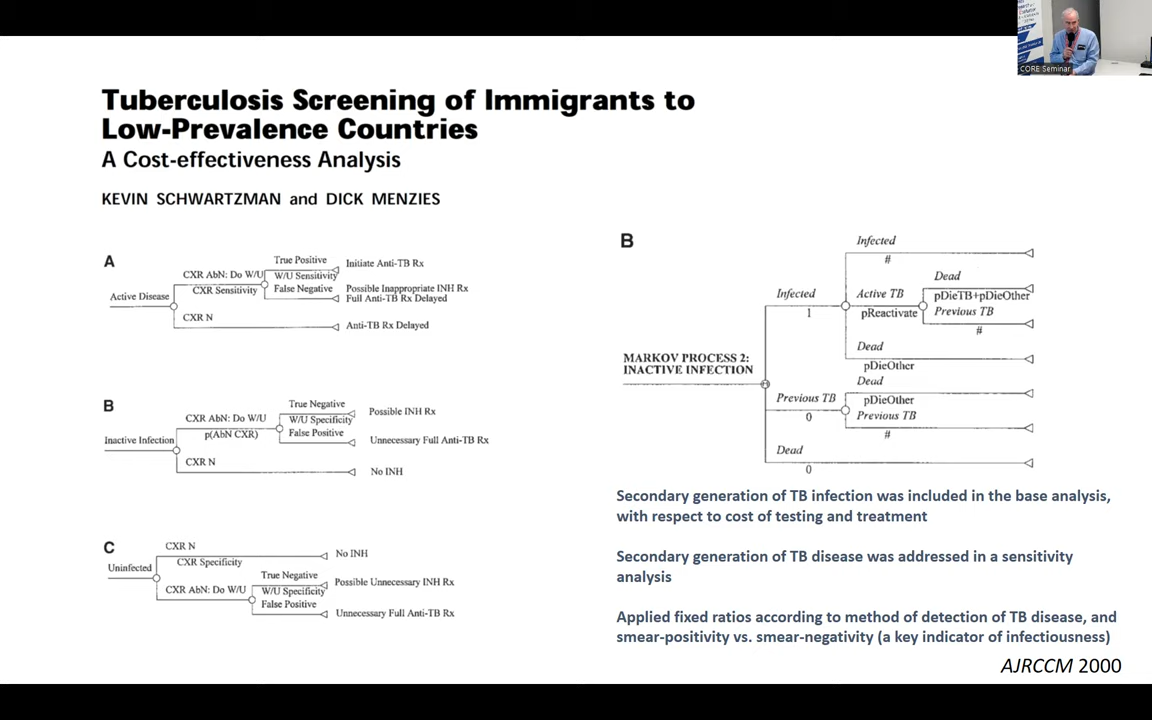 CORE Seminar
Tuberculosis Screening of Immigrants to
Low-Prevalence Countries
A Cost-effectiveness Analysis
KEVIN SCHWARTZMAN and DICK MENZIES
A
Active Disease
CXR AbN: Do W/U
CXR Sensitivity
True Positive
W/U Sensitivity
False Negative
Initiate Anti-TB Rx
Possible Inappropriate INH Rx
Full Anti-TB Rx Delayed
CXR N
Anti-TB Rx Delayed
B
Inactive Infection
CXR AbN: Do W/U
p(AbN CXR)
True Negative
W/U Specificity
False Positive
Possible INH Rx
Unnecessary Full Anti-TB Rx
CXR N
No INH
C
Uninfected
CXR N
CXR Specificity
No INH
CXR AbN: Do W/U
True Negative
W/U Specificity
False Positive
Possible Unnecessary INH Rx
Unnecessary Full Anti-TB Rx
B
MARKOV PROCESS 2:
INACTIVE INFECTION
Infected
1
Infected
#
Active TB
pReactivate
Dead
pDieTB+pDieOther
Previous TB
#
Dead
pDieOther
Previous TB
0
Dead
pDieOther
Previous TB
#
Dead
0
Secondary generation of TB infection was included in the base analysis,
with respect to cost of testing and treatment
Secondary generation of TB disease was addressed in a sensitivity
analysis
Applied fixed ratios according to method of detection of TB disease, and
smear-positivity vs. smear-negativity (a key indicator of infectiousness)
AJRCCM 2000